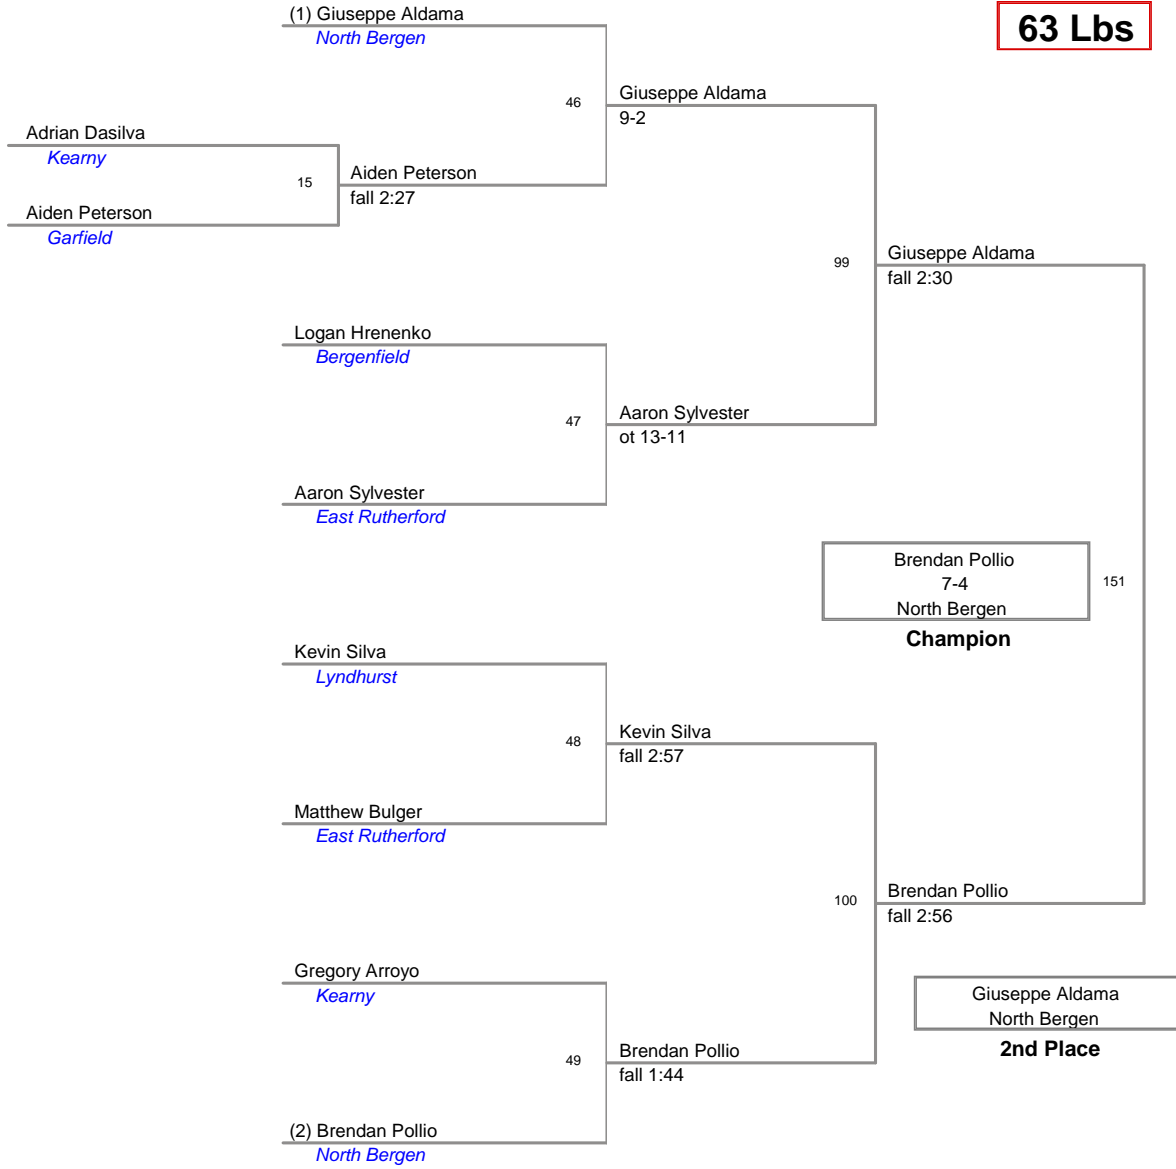 (1) Giuseppe Aldama
North Bergen
63 Lbs
46
Giuseppe Aldama
9-2
Adrian Dasilva
Kearny
15
Aiden Peterson
fall 2:27
Aiden Peterson
Garfield
99
Giuseppe Aldama
fall 2:30
Logan Hrenenko
Bergenfield
47
Aaron Sylvester
ot 13-11
Aaron Sylvester
East Rutherford
Brendan Pollio
7-4
North Bergen
151
Champion
Kevin Silva
Lyndhurst
48
Kevin Silva
fall 2:57
Matthew Bulger
East Rutherford
100
Brendan Pollio
fall 2:56
Gregory Arroyo
Kearny
Giuseppe Aldama
North Bergen
2nd Place
49
Brendan Pollio
fall 1:44
(2) Brendan Pollio
North Bergen